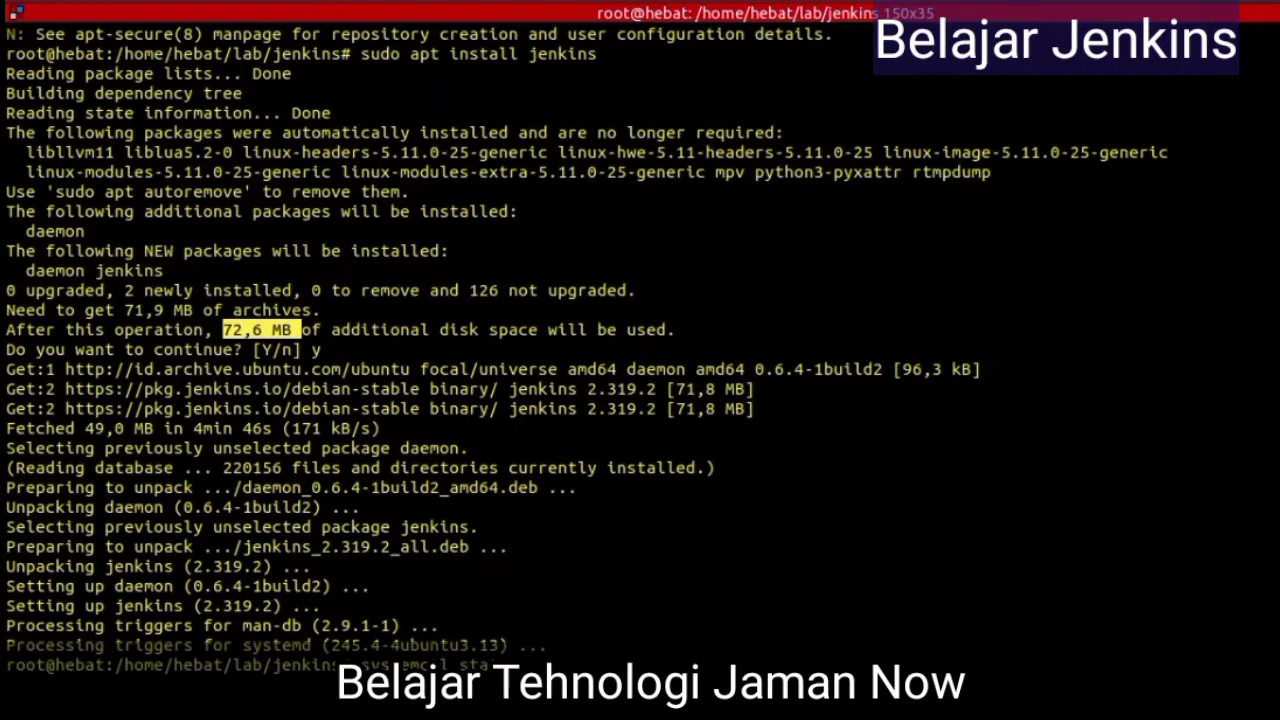 root@hebat: /home/hebat/lab/jenkins 150x35
Belajar Jenkins
N: See apt-secure(8) manpage for repository creation and user configuration details.
root@hebat:/home/hebat/lab/jenkins# sudo apt install jenkins
Reading package lists... Done
Building dependency tree
Reading state information... Done
The following packages were automatically installed and are no longer required:
libllvm11 liblua5.2-0 linux-headers-5.11.0-25-generic linux-hwe-5.11-headers-5.11.0-25 linux-image-5.11.0-25-generic
linux-modules-5.11.0-25-generic linux-modules-extra-5.11.0-25-generic mpv python3-pyxattr rtmpdump
Use 'sudo apt autoremove' to remove them.
The following additional packages will be installed:
daemon
The following NEW packages will be installed:
daemon jenkins
0 upgraded, 2 newly installed, 0 to remove and 126 not upgraded.
Need to get 71,9 MB of archives.
After this operation, 72,6 MB of additional disk space will be used.
Do you want to continue? [Y/n] y
Get:1 http://id.archive.ubuntu.com/ubuntu focal/universe amd64 daemon amd64 0.6.4-1build2 [96,3 kB]
Get:2 https://pkg.jenkins.io/debian-stable binary/ jenkins 2.319.2 [71,8 MB]
Get:2 https://pkg.jenkins.io/debian-stable binary/ jenkins 2.319.2 [71,8 MB]
Fetched 49,0 MB in 4min 46s (171 kB/s)
Selecting previously unselected package daemon.
(Reading database ... 220156 files and directories currently installed.)
Preparing to unpack .../daemon_0.6.4-1build2_amd64.deb ...
Unpacking daemon (0.6.4-1build2) ...
Selecting previously unselected package jenkins.
Preparing to unpack .../jenkins_2.319.2_all.deb ...
Unpacking jenkins (2.319.2) ...
Setting up daemon (0.6.4-1build2) ...
Setting up jenkins (2.319.2) ...
Processing triggers for man-db (2.9.1-1) ...
Processing triggers for systemd (245.4-4ubuntu3.13) ...
root@hebat:/home/hebat/lab/jenkins
Belajar Tehnologi Jaman Now